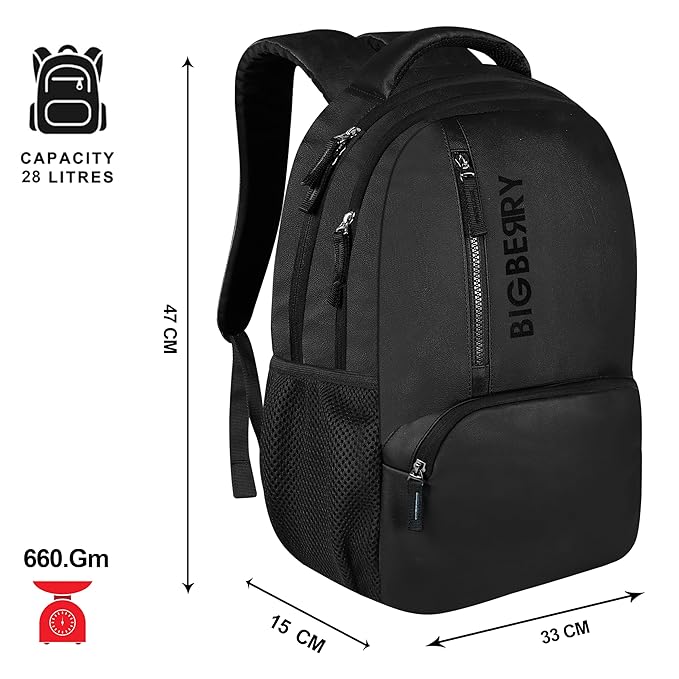 CAPACITY
28 LITRES
BIGBERRY
47 CM
660.Gm
15 CM
33 CM